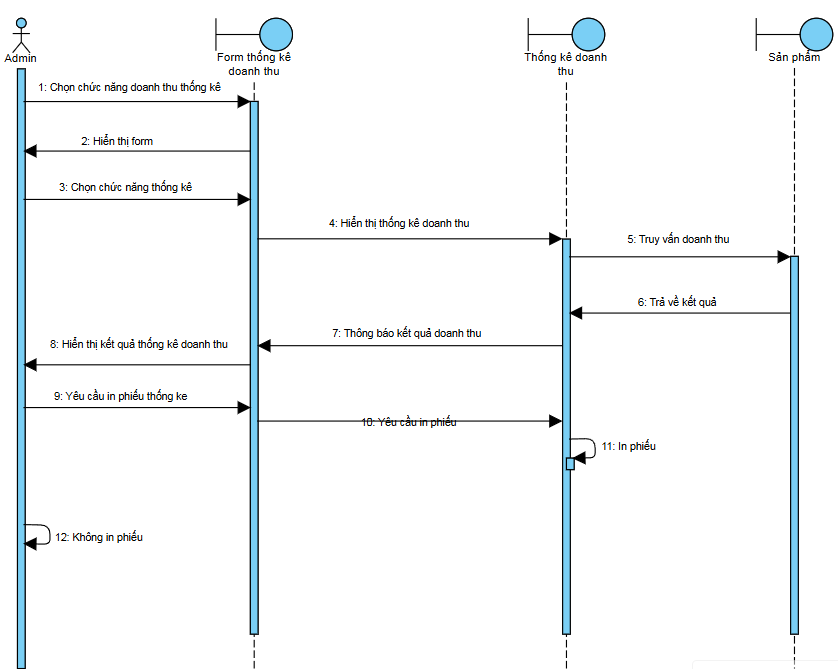 Admin
Form thống kê
doanh thu
Thống kê doanh
thu
Sản phẩm
1: Chọn chức năng doanh thu thống kê
2: Hiển thị form
3: Chọn chức năng thống kê
4: Hiển thị thống kê doanh thu
5: Truy vấn doanh thu
6: Trả về kết quả
7: Thông báo kết quả doanh thu
8: Hiển thị kết quả thống kê doanh thu
9: Yêu cầu in phiếu thống ke
10: Yêu cầu in phiếu
11: In phiếu
12: Không in phiếu